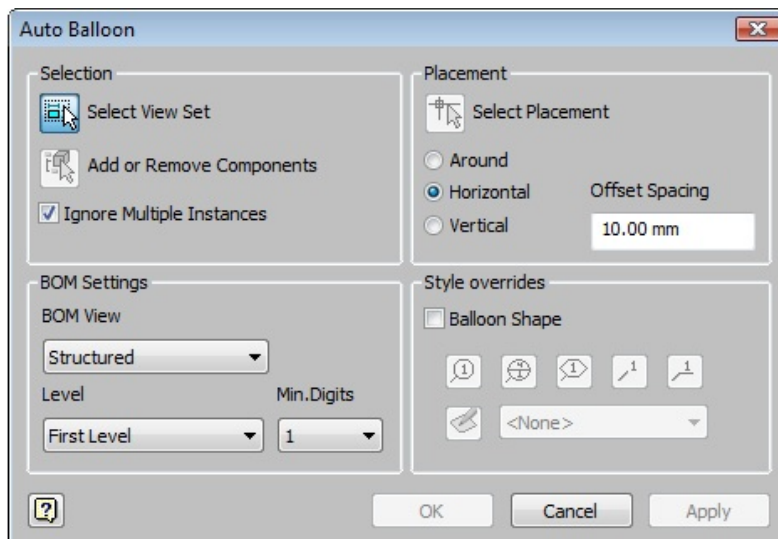 Auto Balloon
Selection
Select View Set
Add or Remove Components
Ignore Multiple Instances
Placement
Select Placement
Around
Horizontal
Vertical
Offset Spacing
10.00 mm
BOM Settings
BOM View
Structured
Level
Min.Digits
First Level
1
Style overrides
Balloon Shape
<None>
OK
Cancel
Apply